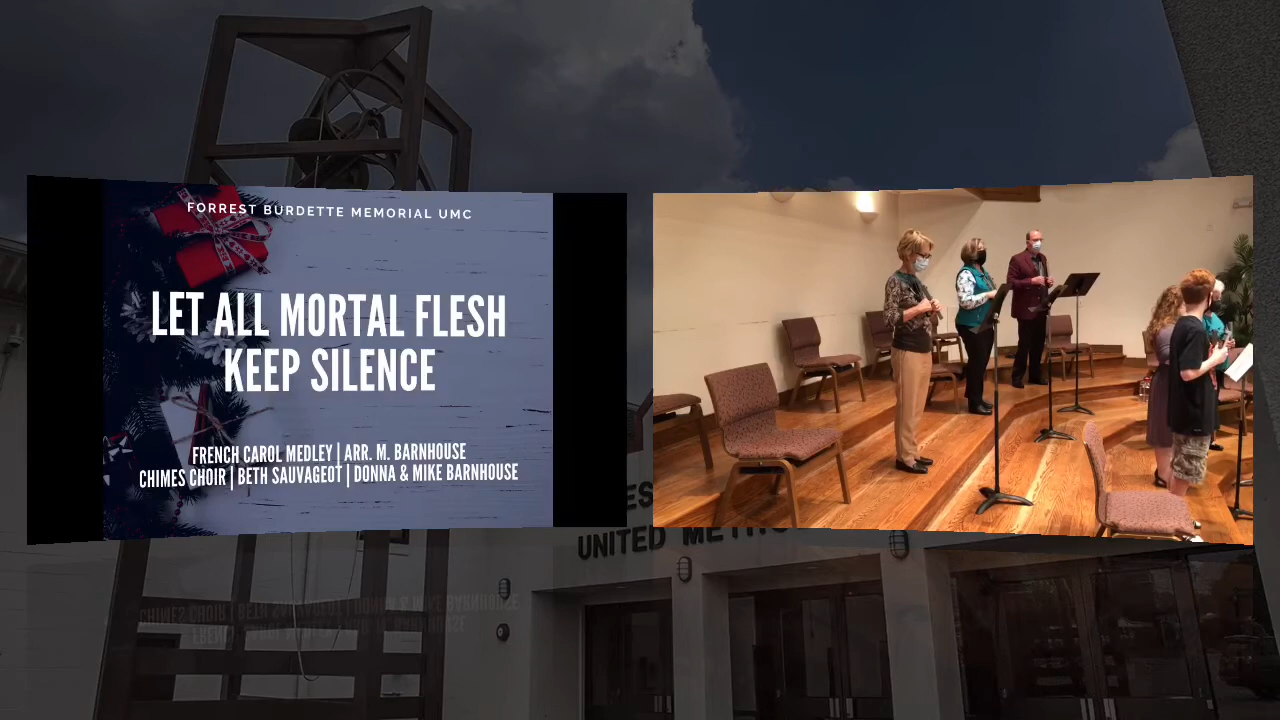 FORREST BURDETTE MEMORIAL UMC
LET ALL MORTAL FLESH
KEEP SILENCE
FRENCH CAROL MEDLEY | ARR. M. BARNHOUSE
CHIMES CHOIR | BETH SAUVAGEOT | DONNA & MIKE BARNHOUSE
UNITED